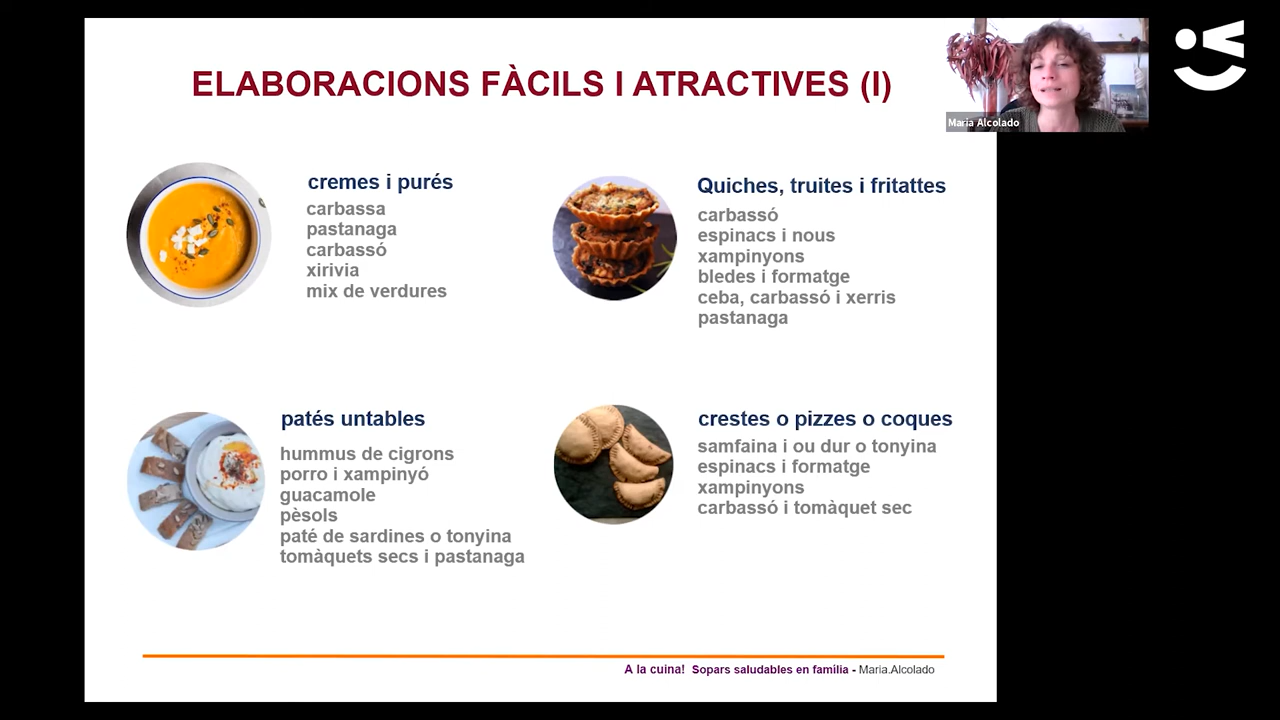 ELABORACIONS FÀCILS I ATRACTIVES (I)
Maria Alcolado
cremes i purés
carbassa
pastanaga
carbassó
xirivia
mix de verdures
Quiches, truites i fritattes
carbassó
espinacs i nous
xampinyons
bledes i formatge
ceba, carbassó i xerris
pastanaga
patés untables
hummus de cigrons
porro i xampinyó
guacamole
pèsols
paté de sardines o tonyina
tomàquets secs i pastanaga
crestes o pizzes o coques
samfaina i ou dur o tonyina
espinacs i formatge
xampinyons
carbassó i tomàquet sec
A la cuina! Sopars saludables en familia - Maria.Alcolado